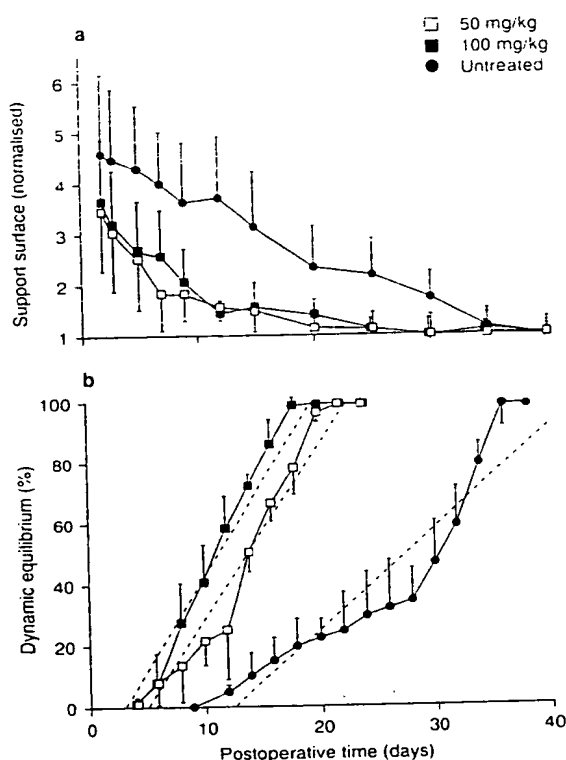 50 mg/kg
100 mg/kg
Untreated
a
6
5
4
3
2
1
Support surface (normalised)
b
100
80
60
40
20
0
Dynamic equilibrium (%)
0 10 20 30 40
Postoperative time (days)